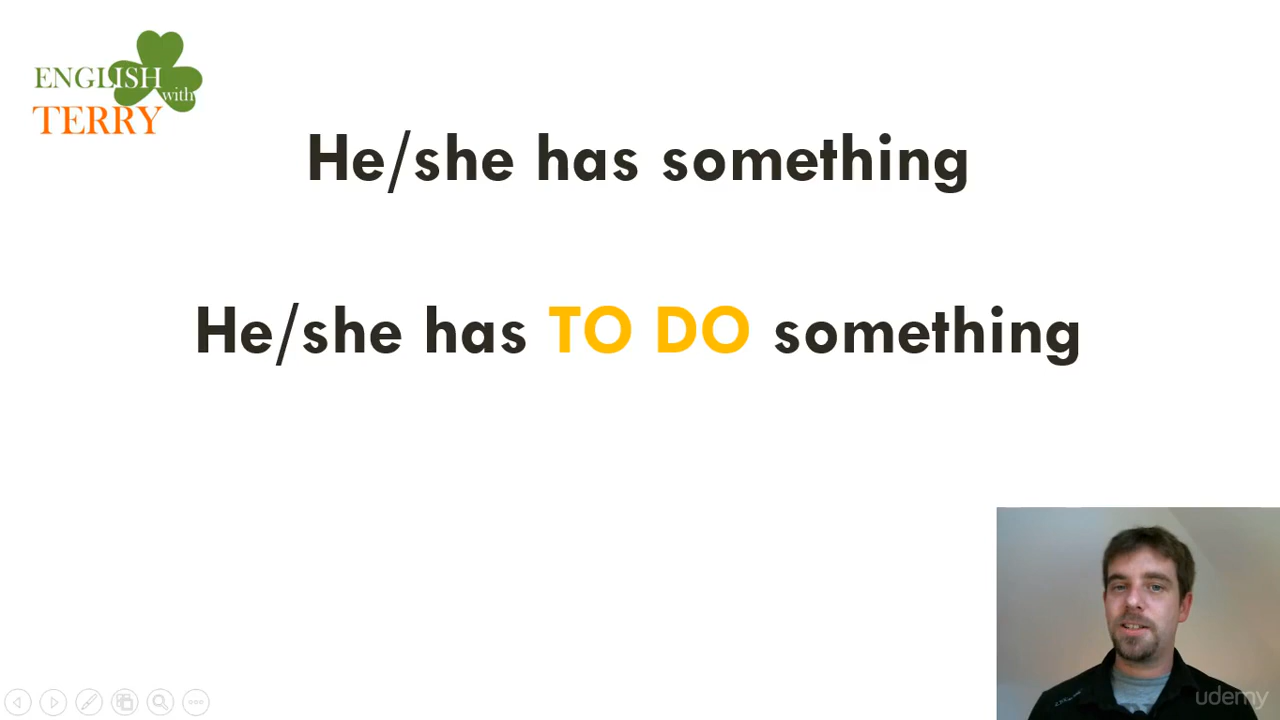 ENGLISH
with
TERRY
He/she has something
He/she has TO DO something
udemy